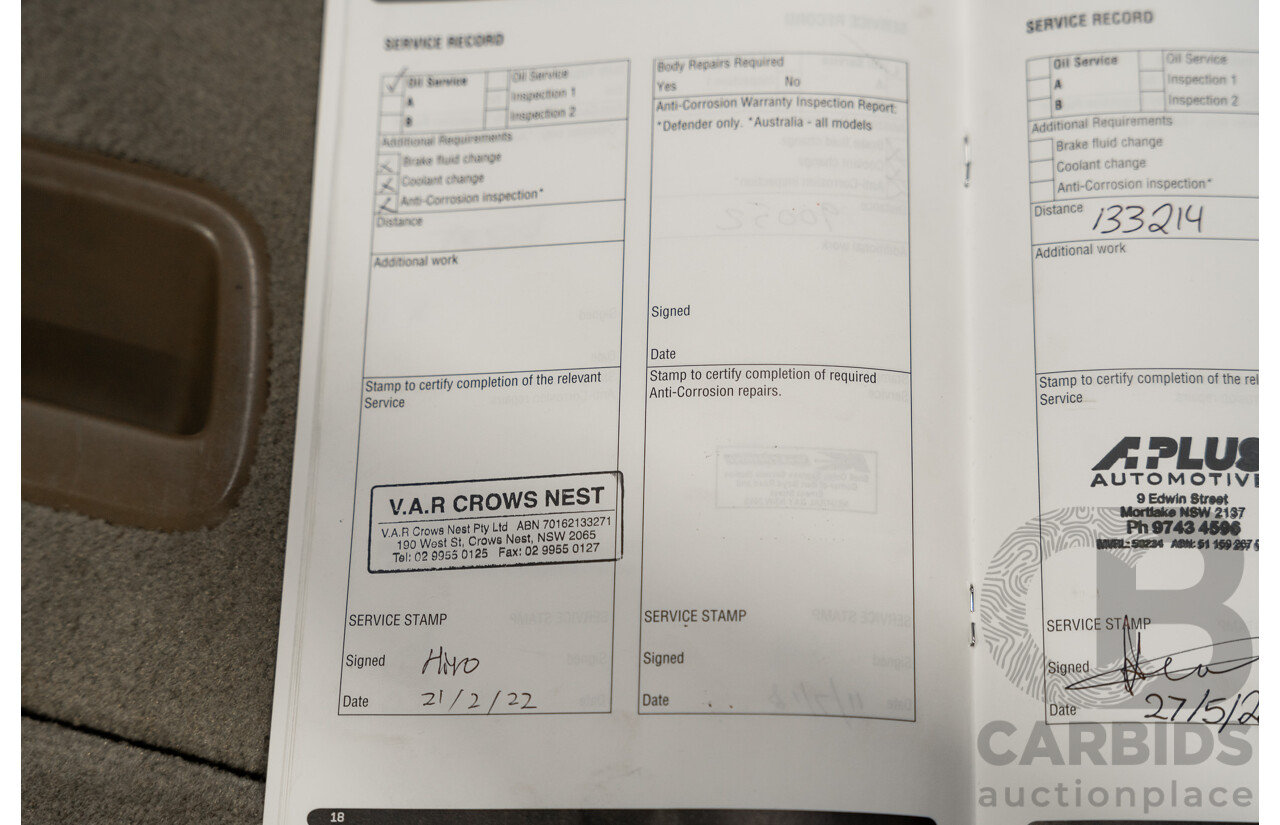 SERVICE RECORD
Oil Service
A
B
Oil Service
Inspection 1
Inspection 2
Additional Requirements
Brake fluid change
Coolant change
Anti-Corrosion inspection*
Distance
Additional work
Stamp to certify completion of the relevant
Service
V.A.R CROWS NEST
V.A.R Crows Nest Pty Ltd ABN 70162133271
190 West St, Crows Nest, NSW 2065
Tel: 02 9955 0125 Fax: 02 9955 0127
SERVICE STAMP
Signed Hiro
Date 21/2/22
18
Body Repairs Required
Yes No
Anti-Corrosion Warranty Inspection Report:
*Defender only. *Australia - all models
Signed
Date
Stamp to certify completion of required
Anti-Corrosion repairs.
SERVICE STAMP
Signed
Date
SERVICE RECORD
Oil Service
A
B
Oil Service
Inspection 1
Inspection 2
Additional Requirements
Brake fluid change
Coolant change
Anti-Corrosion inspection*
Distance 133214
Additional work
Stamp to certify completion of the rel
Service
A PLUS
AUTOMOTIVE
9 Edwin Street
Mortlake NSW 2137
Ph 9743 4596
SERVICE STAMP
Signed
Date 27/5/2
CARBIDS
auctionplace